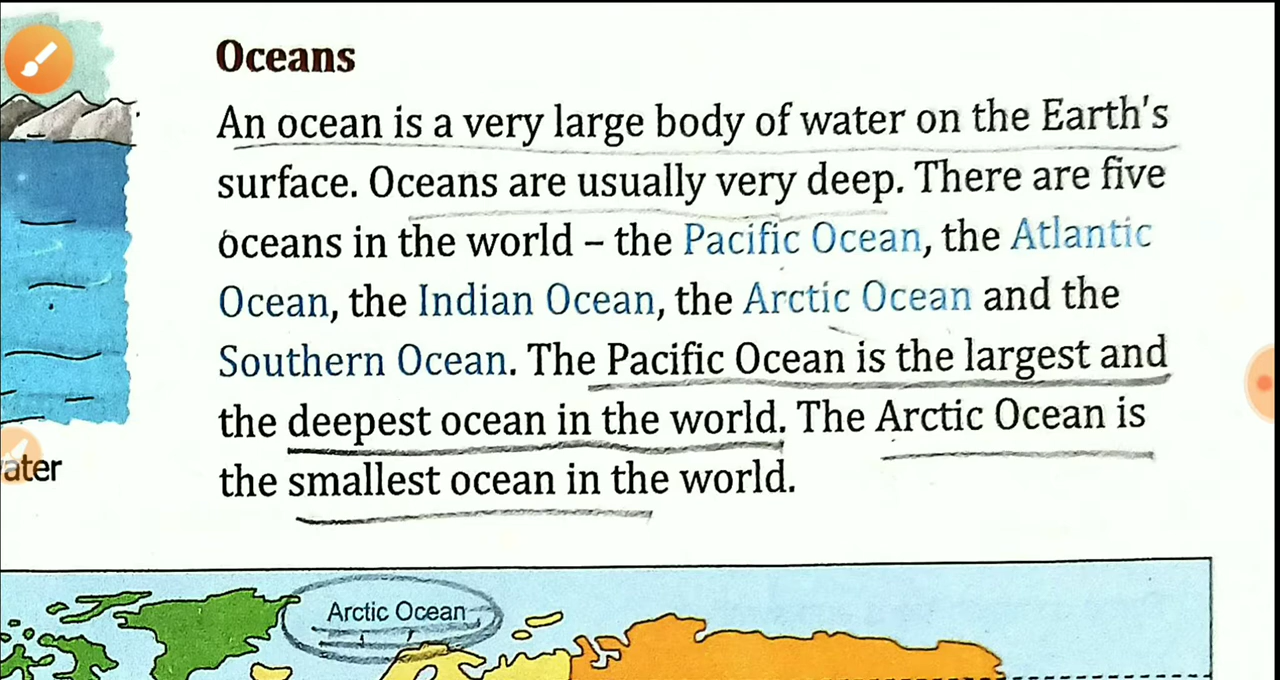 Oceans
An ocean is a very large body of water on the Earth's
surface. Oceans are usually very deep. There are five
oceans in the world – the Pacific Ocean, the Atlantic
Ocean, the Indian Ocean, the Arctic Ocean and the
Southern Ocean. The Pacific Ocean is the largest and
the deepest ocean in the world. The Arctic Ocean is
the smallest ocean in the world.
ater
Arctic Ocean